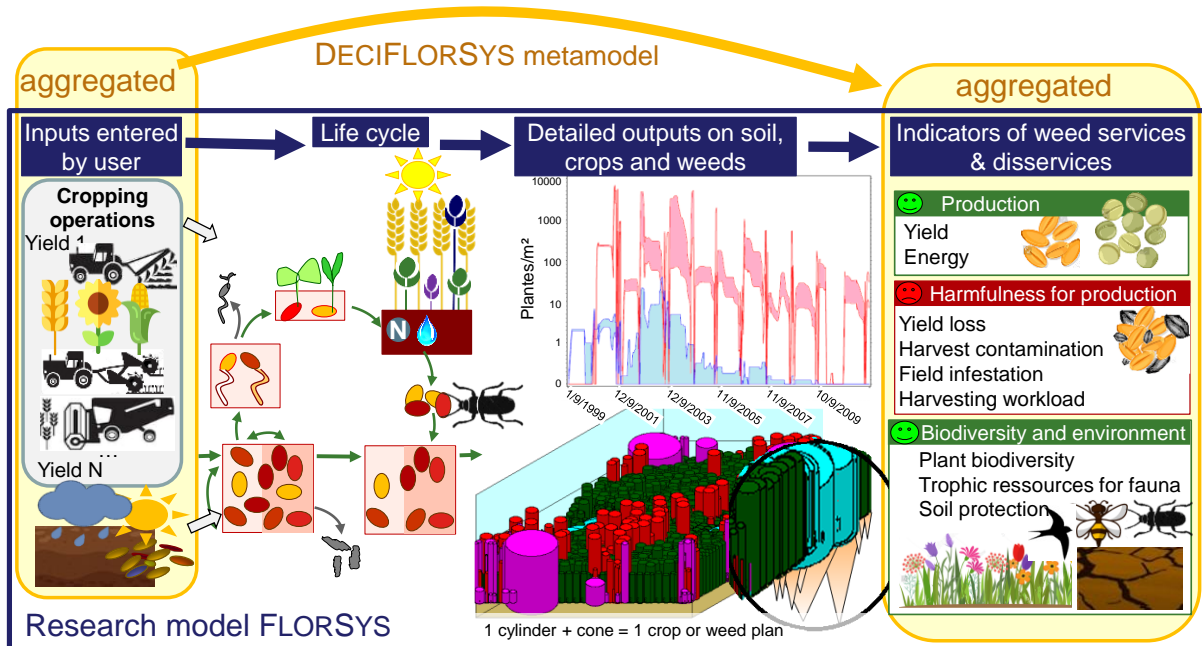 DECIFLORSYS metamodel
aggregated
aggregated
Inputs entered
by user
Life cycle
Detailed outputs on soil,
crops and weeds
Indicators of weed services
& disservices
Cropping
operations
Yield 1
…
Yield N
N
Plantes/m²
10000
1000
100
10
1
0
1/9/1999
12/9/2001
12/9/2003
11/9/2005
11/9/2007
10/9/2009
1 cylinder + cone = 1 crop or weed plan
Production
Yield
Energy
Harmfulness for production
Yield loss
Harvest contamination
Field infestation
Harvesting workload
Biodiversity and environment
Plant biodiversity
Trophic ressources for fauna
Soil protection
Research model FLORSYS